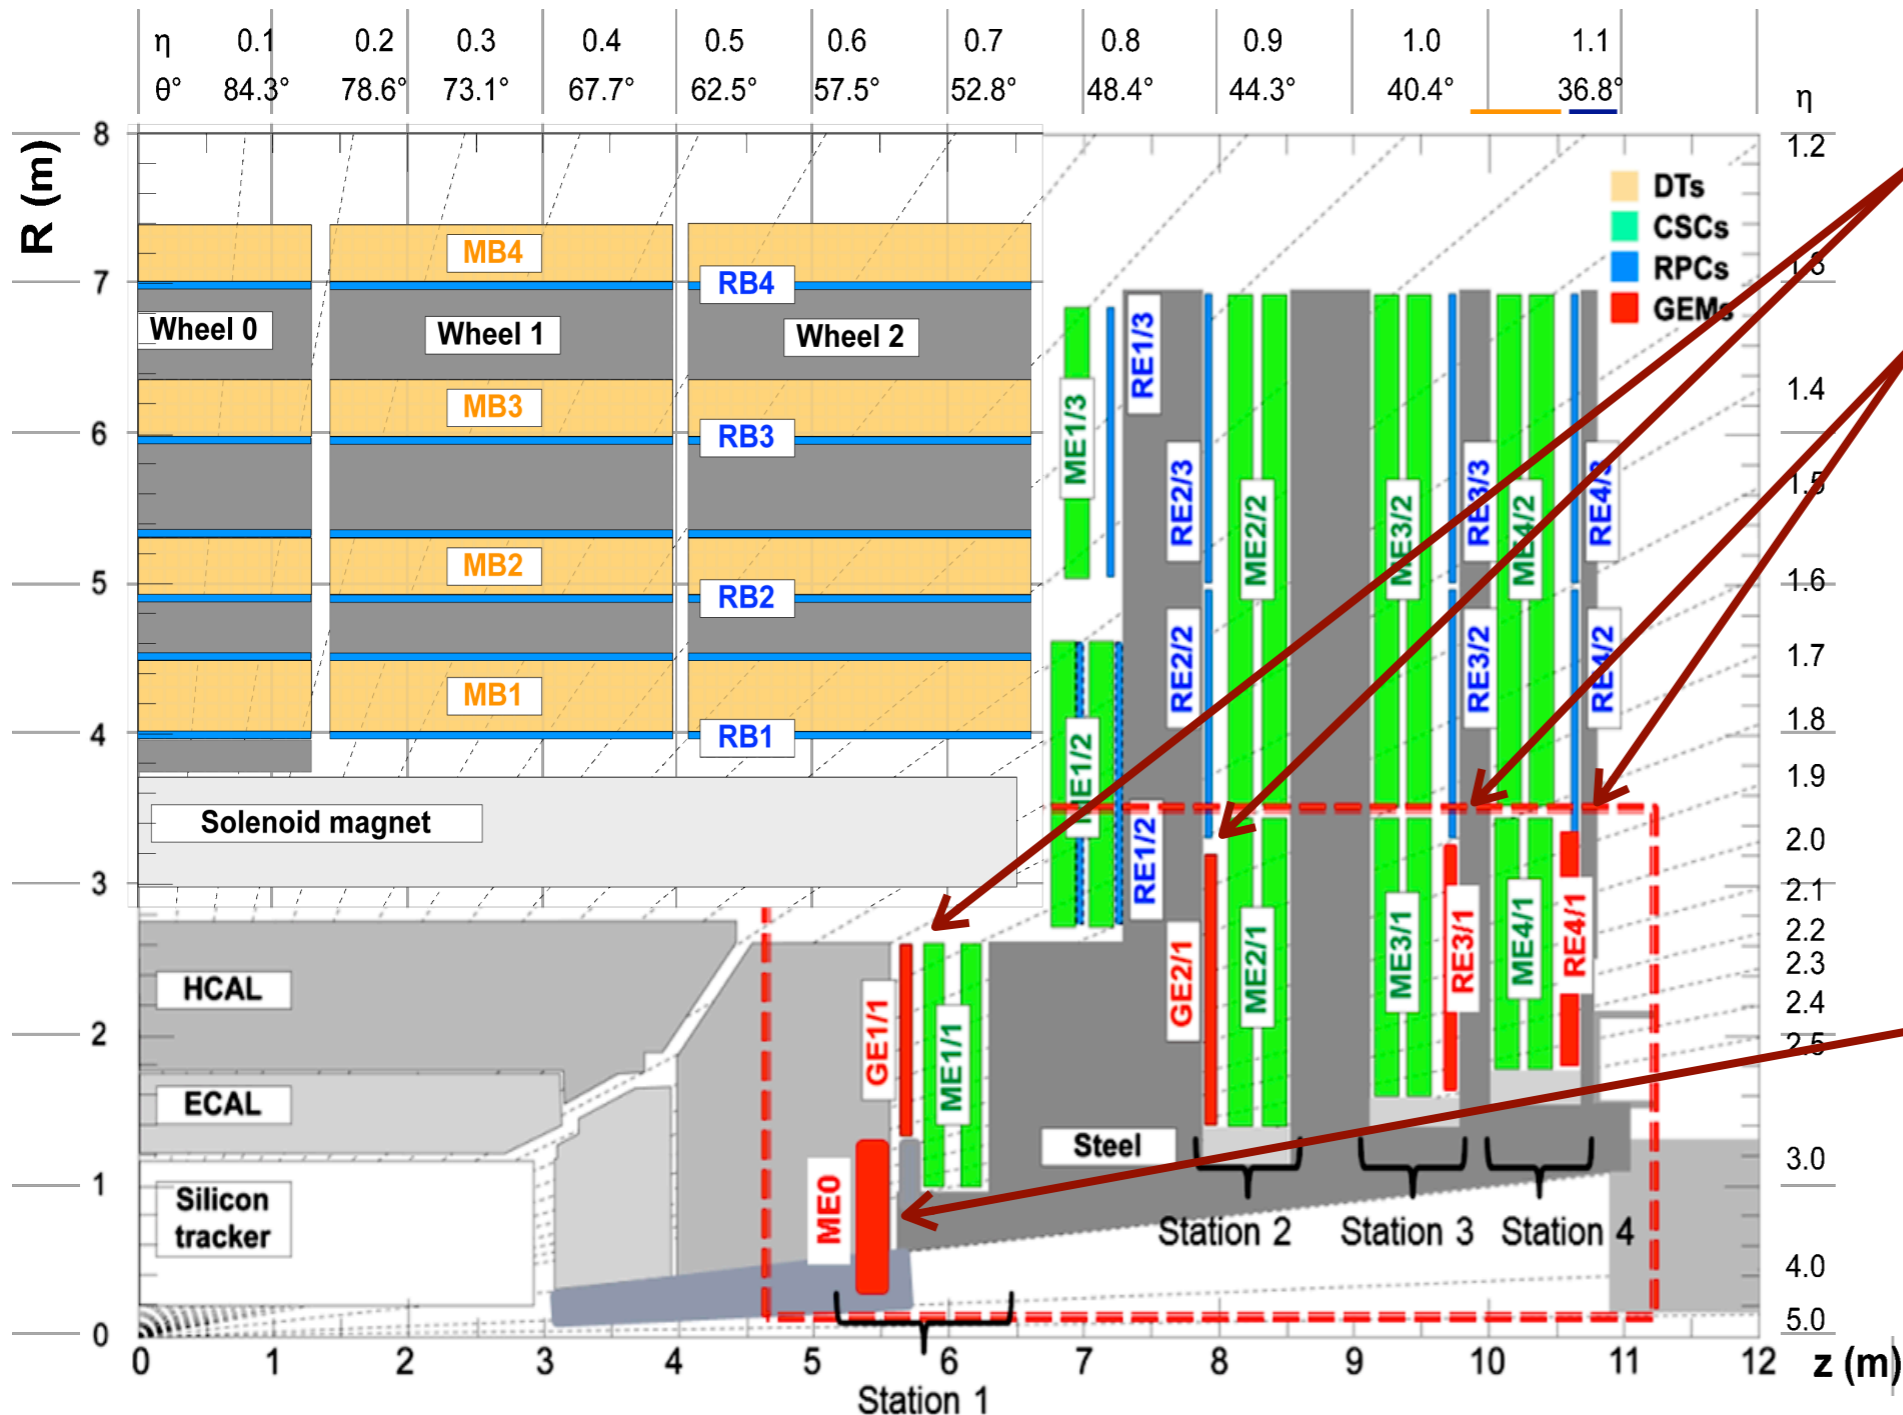 η 0.1 0.2 0.3 0.4 0.5 0.6 0.7 0.8 0.9 1.0 1.1
θ° 84.3° 78.6° 73.1° 67.7° 62.5° 57.5° 52.8° 48.4° 44.3° 40.4° 36.8° η
8
1.2
R (m)
DTs
CSCs
RPCs
GEMs
1.3
7
MB4
RB4
Wheel 0
Wheel 1
Wheel 2
RE1/3
1.4
MB3
RB3
6
ME1/3
RE2/3
ME2/2
ME3/2
RE3/3
ME4/2
RE4/3
1.5
MB2
RB2
5
1.6
RE2/2
RE3/2
RE4/2
1.7
MB1
RB1
4
ME1/2
1.8
1.9
Solenoid magnet
RE1/2
2.0
3
2.1
2.2
HCAL
GE1/1
ME1/1
GE2/1
ME2/1
ME3/1
RE3/1
ME4/1
RE4/1
2.3
2.4
2
2.5
ECAL
Steel
3.0
1
Silicon
tracker
ME0
Station 2
Station 3
Station 4
4.0
5.0
0
0 1 2 3 4 5 6 7 8 9 10 11 12 z (m)
Station 1